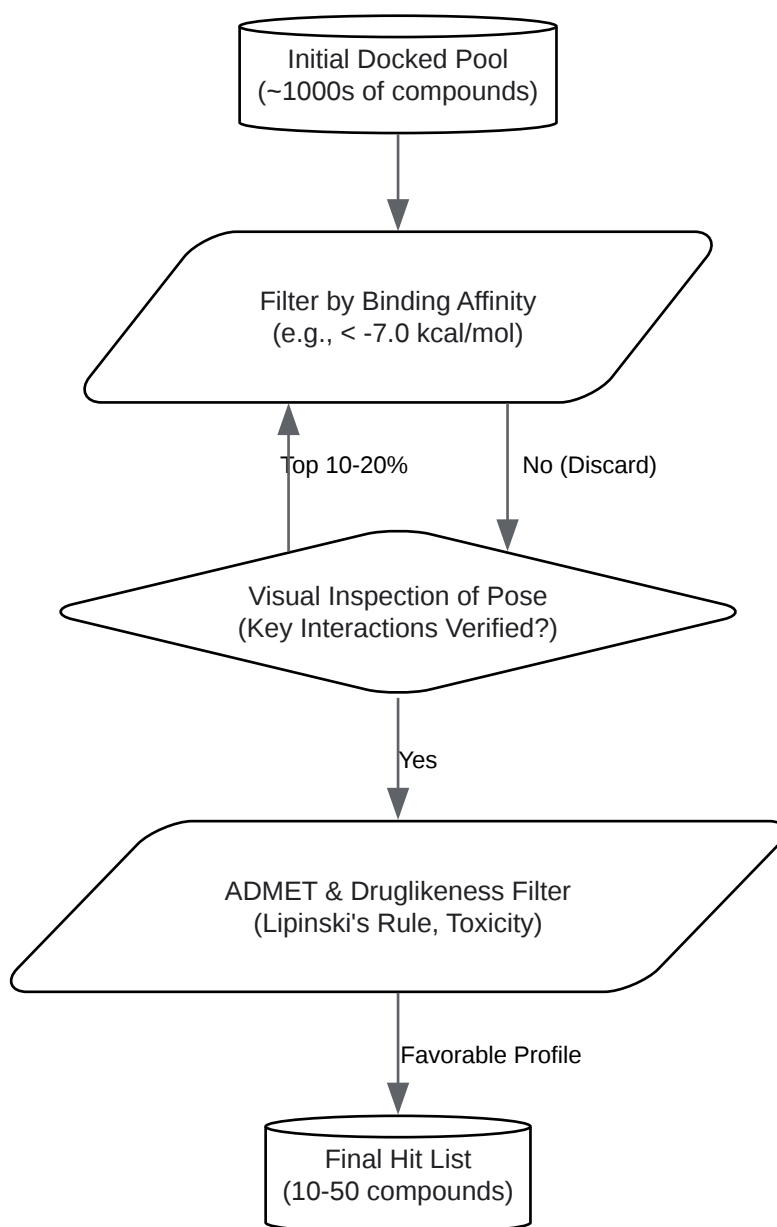 Initial Docked Pool
(~1000s of compounds)
Filter by Binding Affinity
(e.g., < -7.0 kcal/mol)
Top 10-20%
No (Discard)
Visual Inspection of Pose
(Key Interactions Verified?)
Yes
ADMET & Druglikeness Filter
(Lipinski's Rule, Toxicity)
Favorable Profile
Final Hit List
(10-50 compounds)